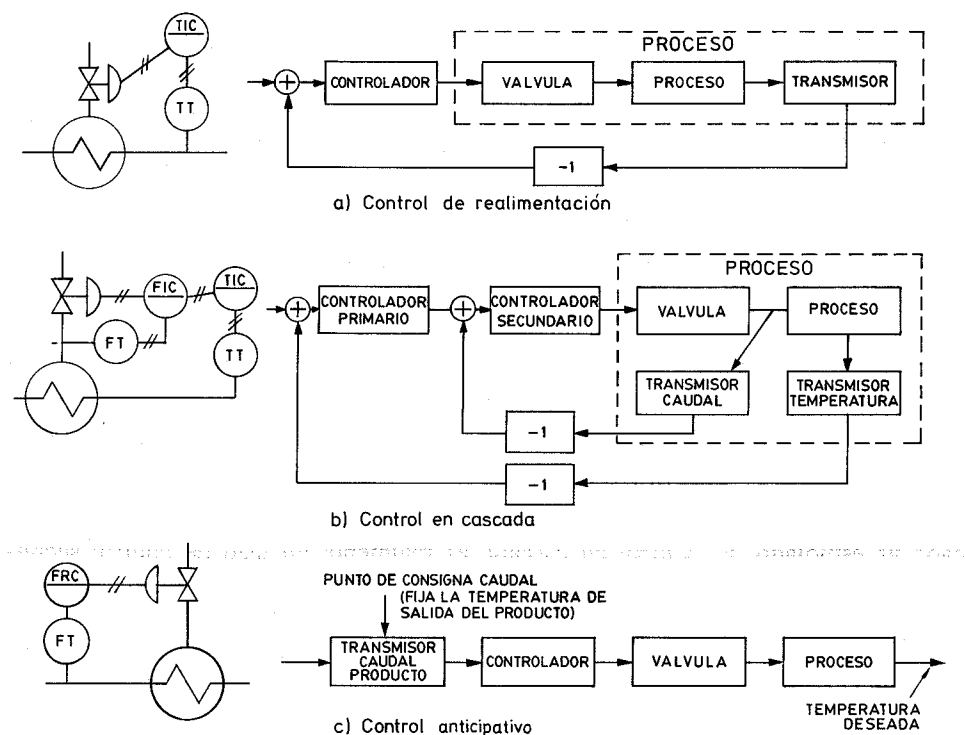 TIC
TT
PROCESO
CONTROLADOR
VALVULA
PROCESO
TRANSMISOR
-1
a) Control de realimentación
FIC
TIC
FT
TT
PROCESO
CONTROLADOR
PRIMARIO
CONTROLADOR
SECUNDARIO
VALVULA
PROCESO
TRANSMISOR
CAUDAL
TRANSMISOR
TEMPERATURA
-1
-1
b) Control en cascada
FRC
FT
PUNTO DE CONSIGNA CAUDAL
(FIJA LA TEMPERATURA DE
SALIDA DEL PRODUCTO)
TRANSMISOR
CAUDAL
PRODUCTO
CONTROLADOR
VALVULA
PROCESO
TEMPERATURA
DESEADA
c) Control anticipativo